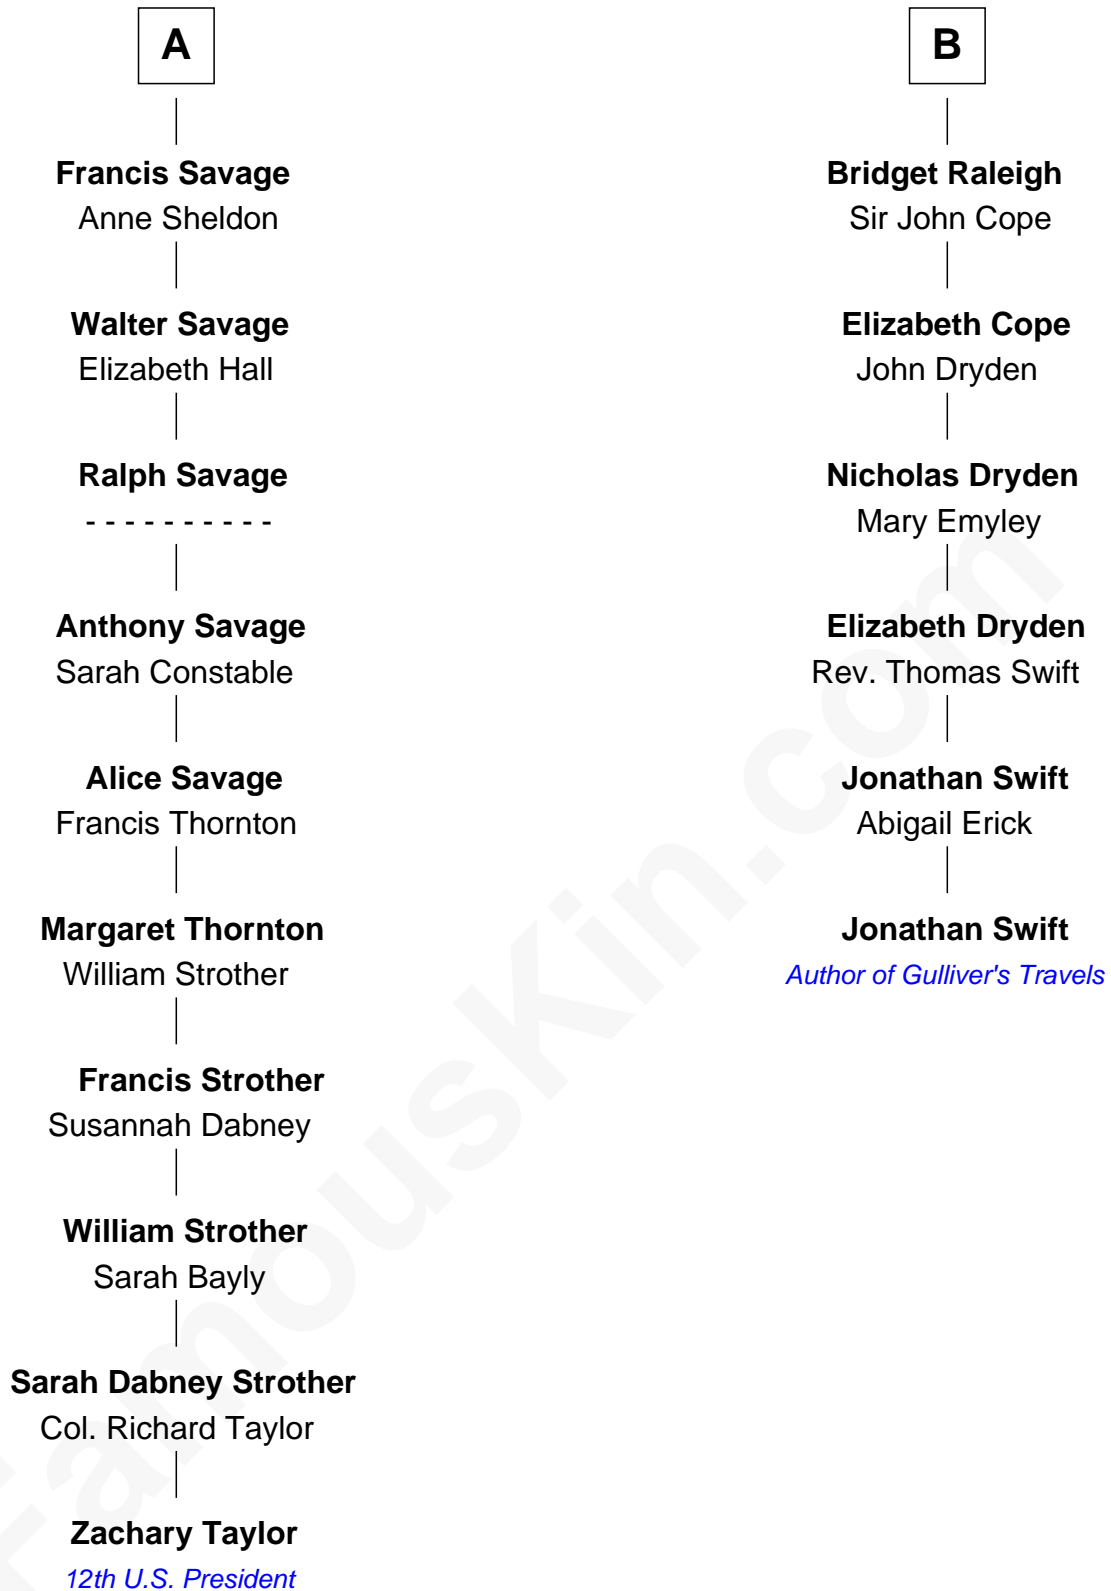 A
Francis Savage
Anne Sheldon
Walter Savage
Elizabeth Hall
Ralph Savage
- - - - - - - - - -
Anthony Savage
Sarah Constable
Alice Savage
Francis Thornton
Margaret Thornton
William Strother
Francis Strother
Susannah Dabney
William Strother
Sarah Bayly
Sarah Dabney Strother
Col. Richard Taylor
Zachary Taylor
12th U.S. President
B
Bridget Raleigh
Sir John Cope
Elizabeth Cope
John Dryden
Nicholas Dryden
Mary Emyley
Elizabeth Dryden
Rev. Thomas Swift
Jonathan Swift
Abigail Erick
Jonathan Swift
Author of Gulliver's Travels
FamousKin.com